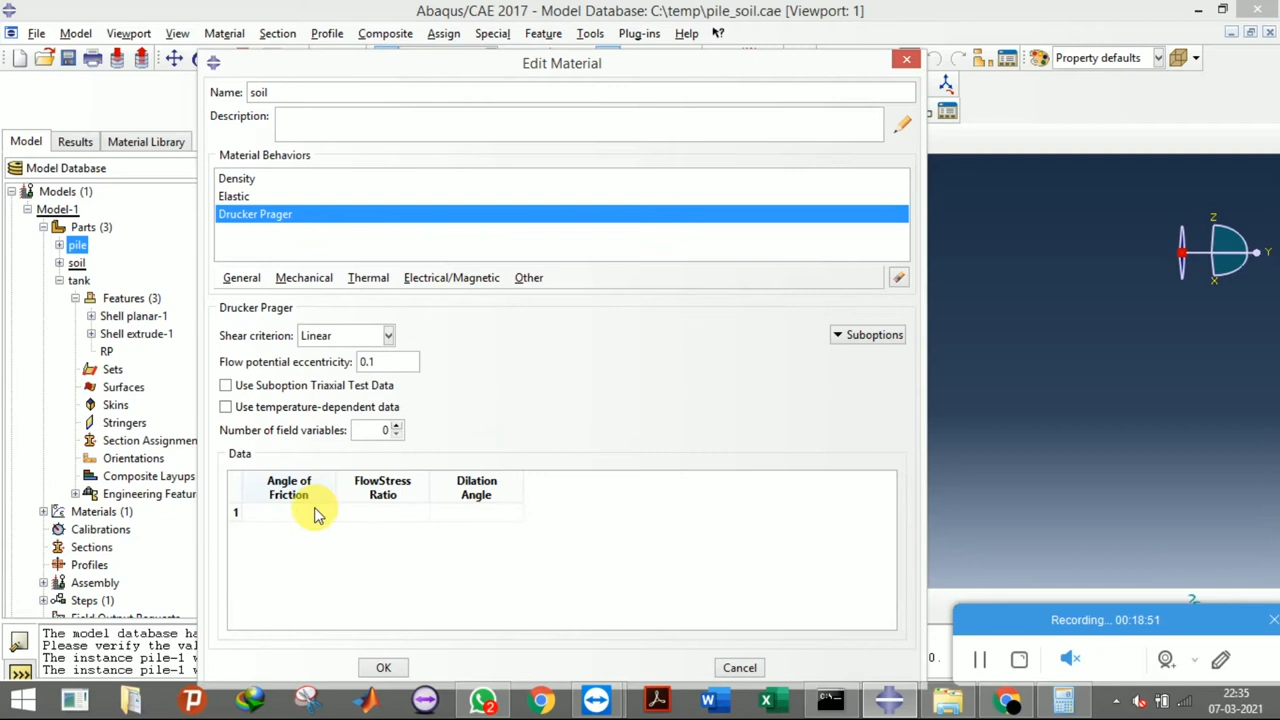 Abaqus/CAE 2017 - Model Database: C:\temp\pile_soil.cae [Viewport: 1]
File Model Viewport View Material Section Profile Composite Assign Special Feature Tools Plug-ins Help
Property defaults
Edit Material
Name: soil
Description:
Model Results Material Library
Model Database
Models (1)
Model-1
Parts (3)
pile
soil
tank
Features (3)
Shell planar-1
Shell extrude-1
RP
Sets
Surfaces
Skins
Stringers
Section Assignmen
Orientations
Composite Layups
Engineering Featur
Materials (1)
Calibrations
Sections
Profiles
Assembly
Steps (1)
Field Output Requests
Material Behaviors
Density
Elastic
Drucker Prager
General Mechanical Thermal Electrical/Magnetic Other
Drucker Prager
Shear criterion: Linear
Suboptions
Flow potential eccentricity: 0.1
Use Suboption Triaxial Test Data
Use temperature-dependent data
Number of field variables: 0
Data
Angle of Friction FlowStress Ratio Dilation Angle
1
OK Cancel
Z
Y
X
The model database ha
Please verify the val
The instance pile-1 w
The instance pile-1 w
>>>
0.
Recording... 00:18:51
2
22:35
07-03-2021